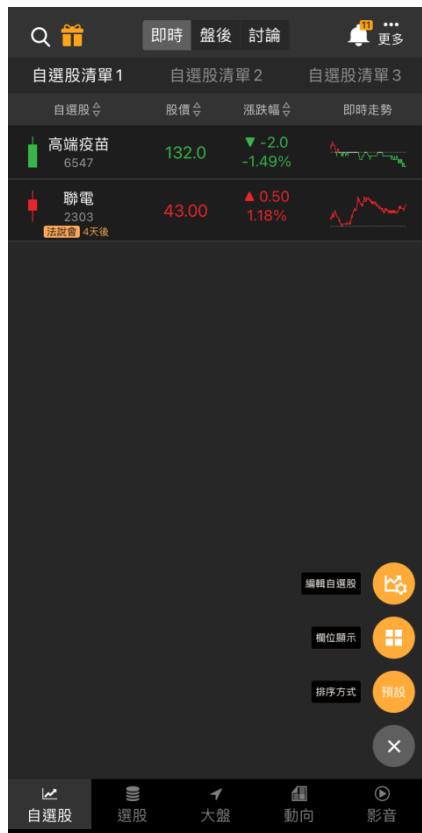 即時 盤後 討論 11 更多
自選股清單1 自選股清單2 自選股清單3
自選股 股價 漲跌幅 即時走勢
高端疫苗 132.0 ▼ -2.0
6547 -1.49%
聯電 43.00 ▲ 0.50
2303 1.18%
法說會 4天後
編輯自選股
欄位顯示
排序方式 預設
自選股 選股 大盤 動向 影音